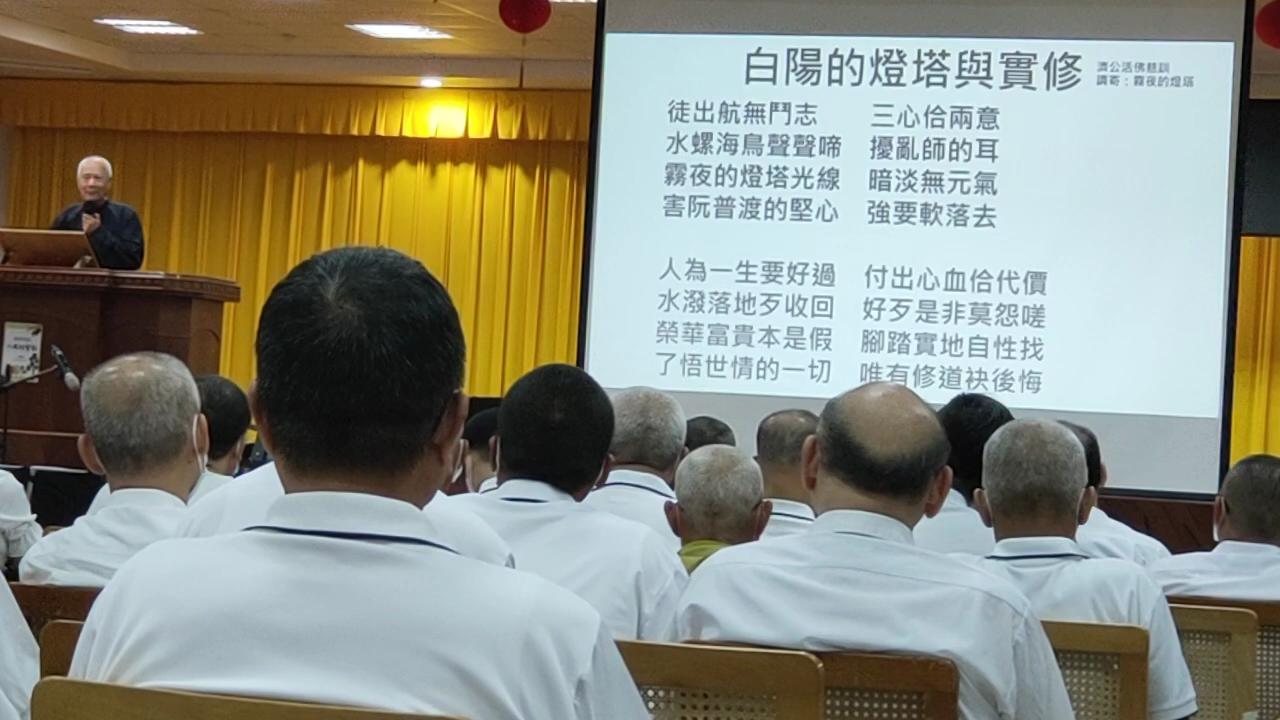 白陽的燈塔與實修
濟公活佛慈訓
調寄：霧夜的燈塔
徒出航無鬥志　三心佮兩意
水螺海鳥聲聲啼　擾亂師的耳
霧夜的燈塔光線　暗淡無元氣
害阮普渡的堅心　強要軟落去
人為一生要好過　付出心血佮代價
水潑落地歹收回　好歹是非莫怨嗟
榮華富貴本是假　腳踏實地自性找
了悟世情的一切　唯有修道袂後悔